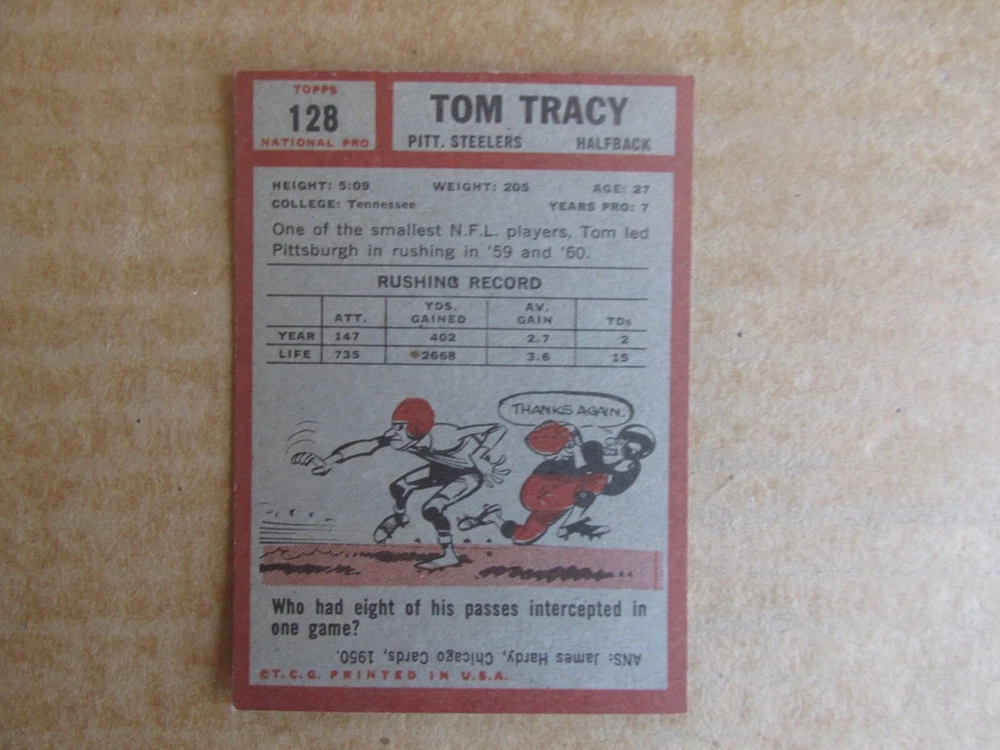 TOPPS
128
NATIONAL PRO
TOM TRACY
PITT. STEELERS HALFBACK
HEIGHT: 5:09 WEIGHT: 205 AGE: 27
COLLEGE: Tennessee YEARS PRO: 7
One of the smallest N.F.L. players, Tom led
Pittsburgh in rushing in '59 and '60.
RUSHING RECORD
ATT. YDS. GAINED AV. GAIN TDs
YEAR 147 402 2.7 2
LIFE 735 2668 3.6 15
THANKS AGAIN.
Who had eight of his passes intercepted in
one game?
ANS: James Hardy, Chicago Cards, 1950.
©T.C.G. PRINTED IN U.S.A.